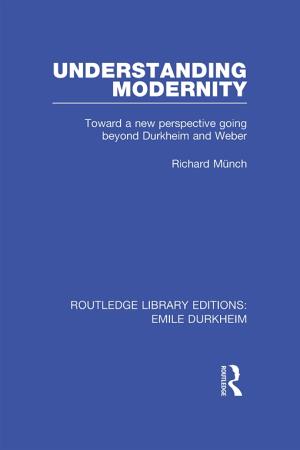 UNDERSTANDING
MODERNITY
Toward a new perspective going
beyond Durkheim and Weber
Richard Münch
ROUTLEDGE LIBRARY EDITIONS:
EMILE DURKHEIM
ROUTLEDGE